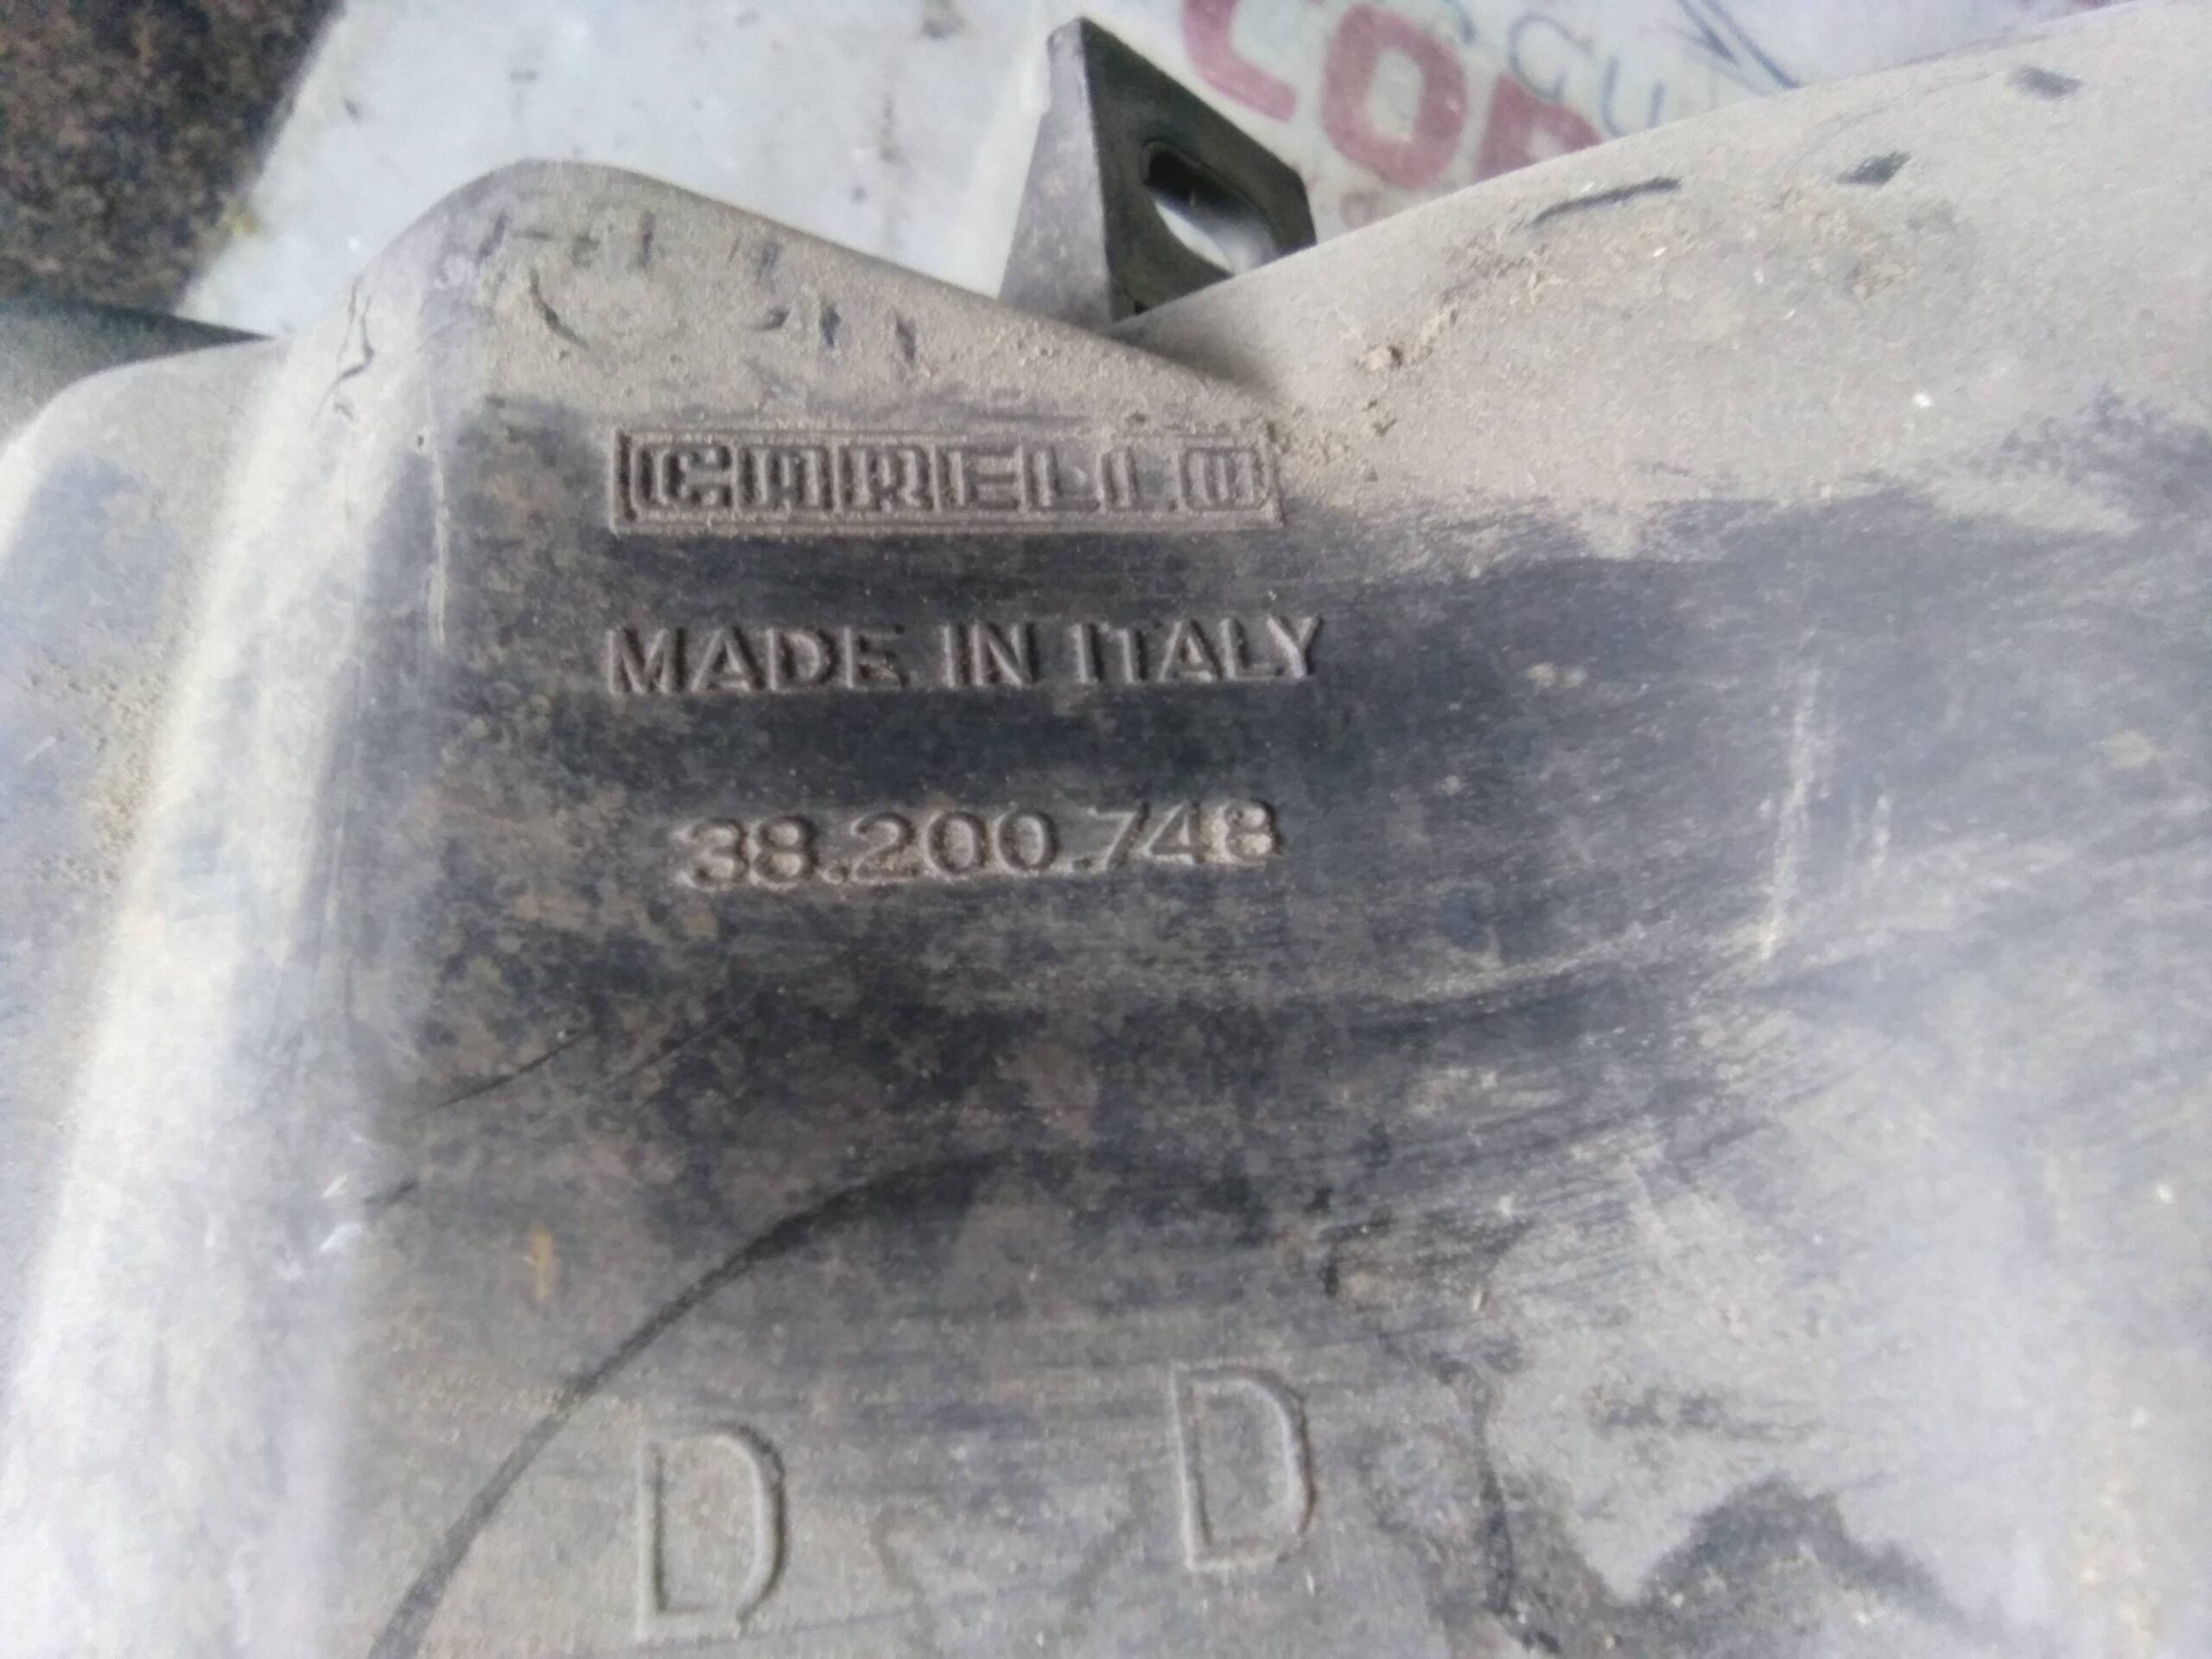 CARELLO
MADE IN ITALY
38.200.748
D D